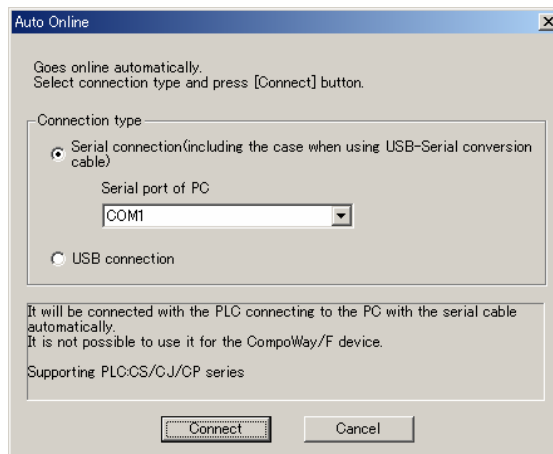 Auto Online
Goes online automatically.
Select connection type and press [Connect] button.
Connection type
Serial connection(including the case when using USB-Serial conversion
cable)
Serial port of PC
COM1
USB connection
It will be connected with the PLC connecting to the PC with the serial cable
automatically.
It is not possible to use it for the CompoWay/F device.
Supporting PLC:CS/CJ/CP series
Connect
Cancel